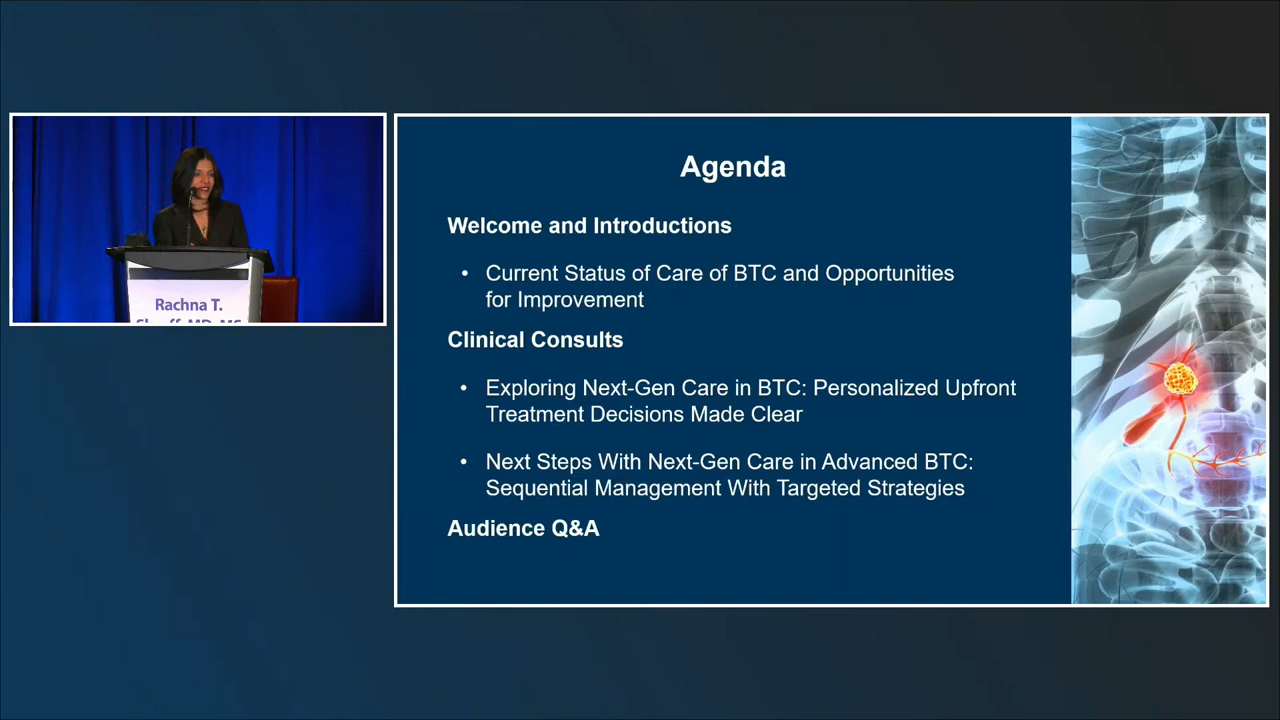 Rachna T.
Agenda
Welcome and Introductions
• Current Status of Care of BTC and Opportunities
for Improvement
Clinical Consults
• Exploring Next-Gen Care in BTC: Personalized Upfront
Treatment Decisions Made Clear
• Next Steps With Next-Gen Care in Advanced BTC:
Sequential Management With Targeted Strategies
Audience Q&A